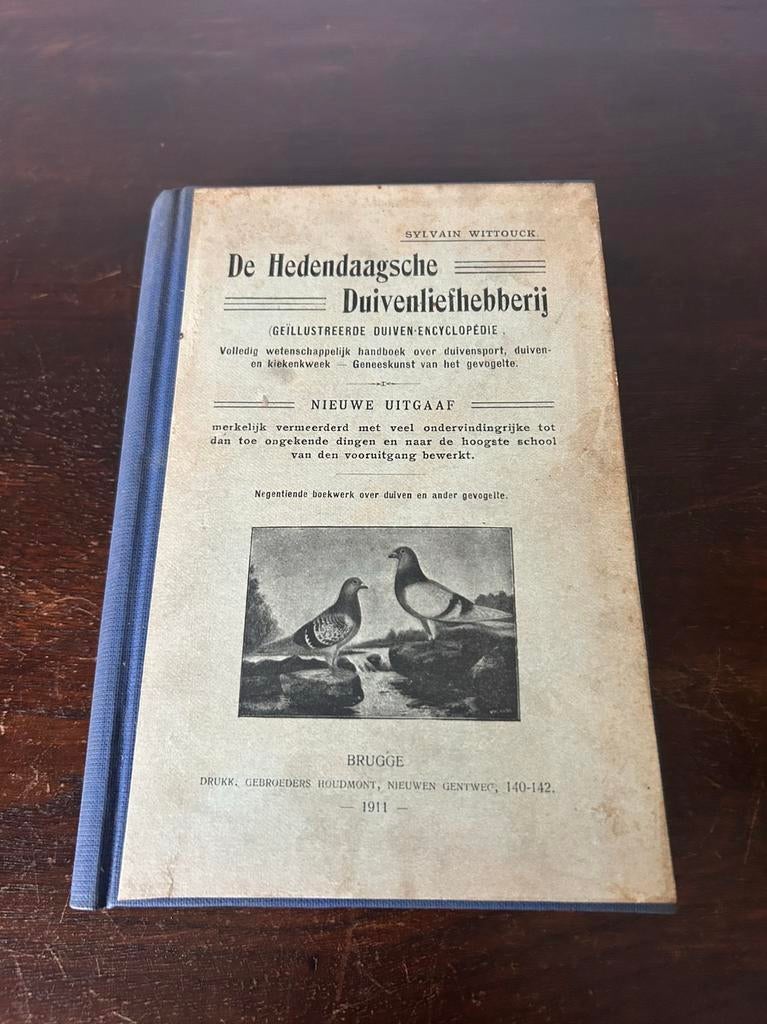 SYLVAIN WITTOUCK.
De Hedendaagsche
Duivenliefhebberij
(GEÏLLUSTREERDE DUIVEN-ENCYCLOPÉDIE)
Volledig wetenschappelijk handboek over duivensport, duiven-
en kiekenkweek — Geneeskunst van het gevogelte.
NIEUWE UITGAAF
merkelijk vermeerderd met veel ondervindingrijke tot
dan toe ongekende dingen en naar de hoogste school
van den vooruitgang bewerkt.
Negentiende boekwerk over duiven en ander gevogelte.
BRUGGE
DRUKK. GEBROEDERS HOUDMONT, NIEUWEN GENTWEG, 140-142.
— 1911 —